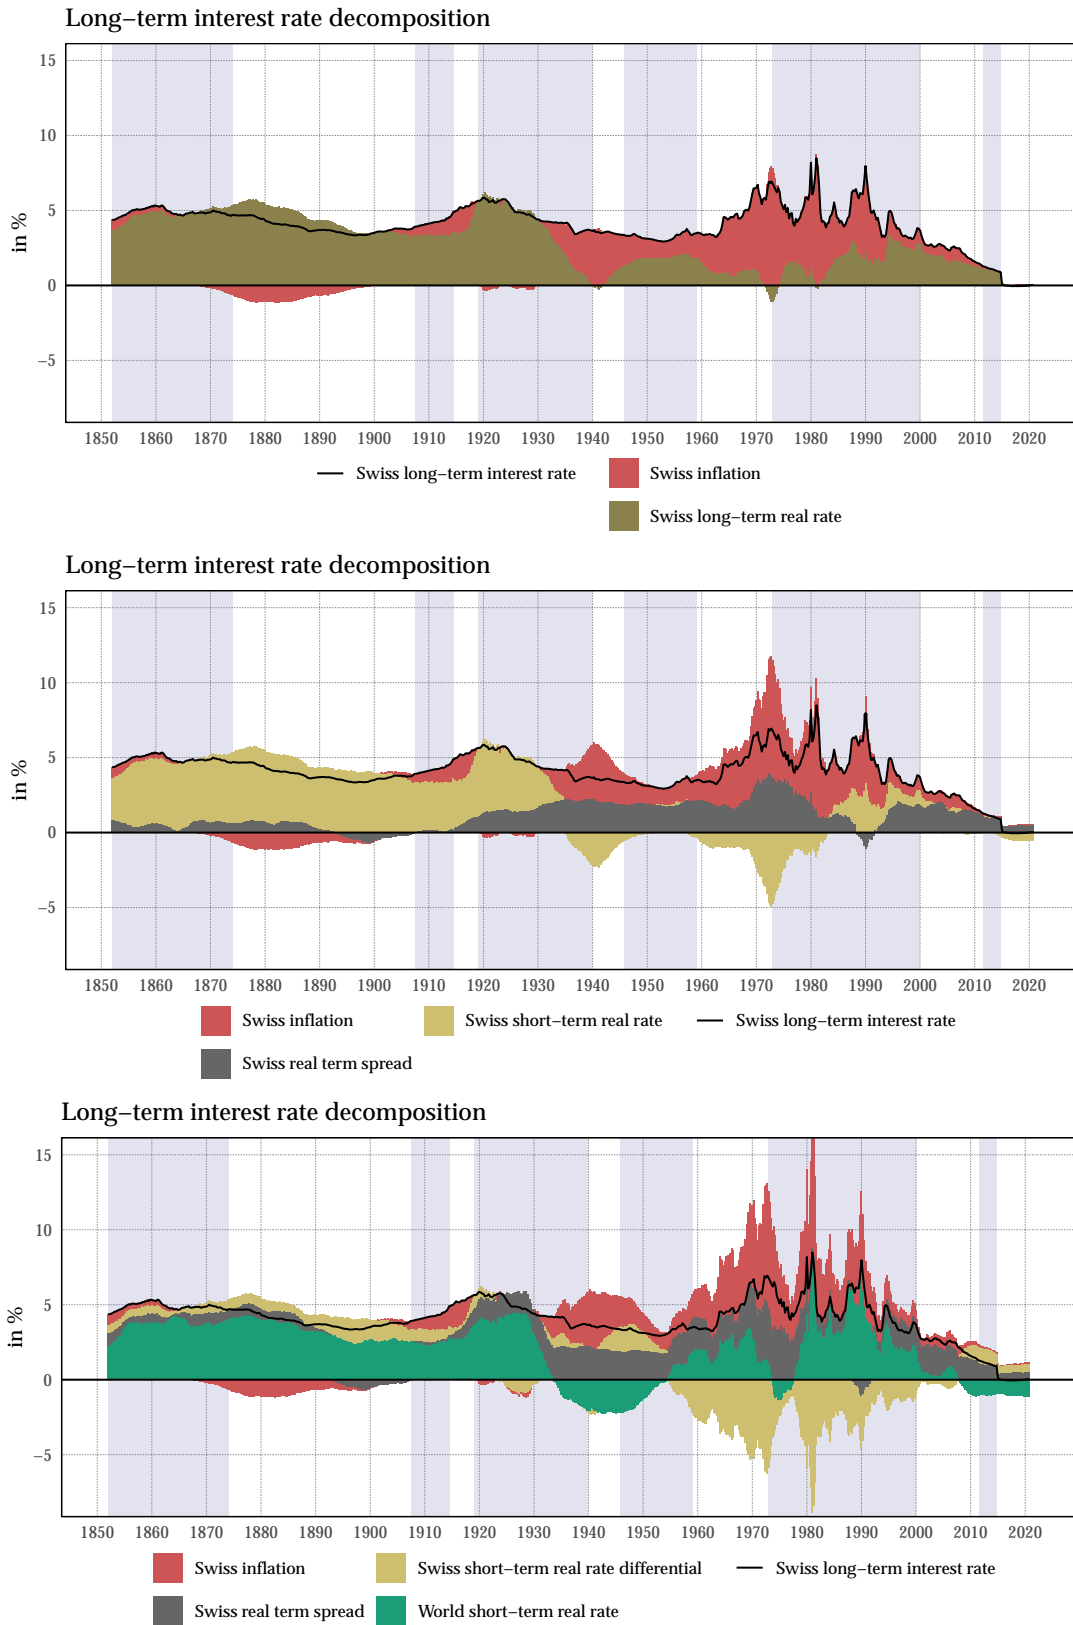 Long–term interest rate decomposition
15
10
5
0
−5
in %
1850 1860 1870 1880 1890 1900 1910 1920 1930 1940 1950 1960 1970 1980 1990 2000 2010 2020
Swiss long–term interest rate Swiss inflation
Swiss long–term real rate
Long–term interest rate decomposition
15
10
5
0
−5
in %
1850 1860 1870 1880 1890 1900 1910 1920 1930 1940 1950 1960 1970 1980 1990 2000 2010 2020
Swiss inflation Swiss short–term real rate Swiss long–term interest rate
Swiss real term spread
Long–term interest rate decomposition
15
10
5
0
−5
in %
1850 1860 1870 1880 1890 1900 1910 1920 1930 1940 1950 1960 1970 1980 1990 2000 2010 2020
Swiss inflation Swiss short–term real rate differential Swiss long–term interest rate
Swiss real term spread World short–term real rate